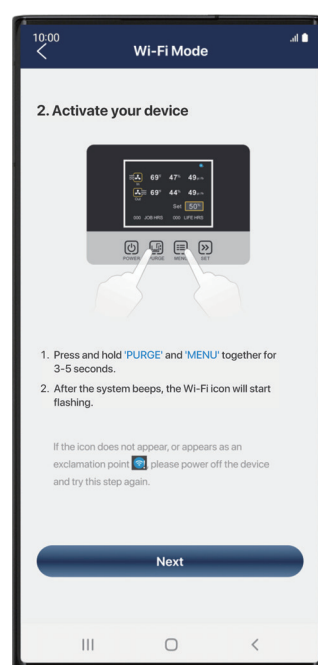 10:00
Wi-Fi Mode
2. Activate your device
69° 47% 49
69° 44% 49
Set 50%
000 JOB HRS 000 LIFE HRS
POWER PURGE MENU SET
1. Press and hold 'PURGE' and 'MENU' together for
3-5 seconds.
2. After the system beeps, the Wi-Fi icon will start
flashing.
If the icon does not appear, or appears as an
exclamation point , please power off the device
and try this step again.
Next